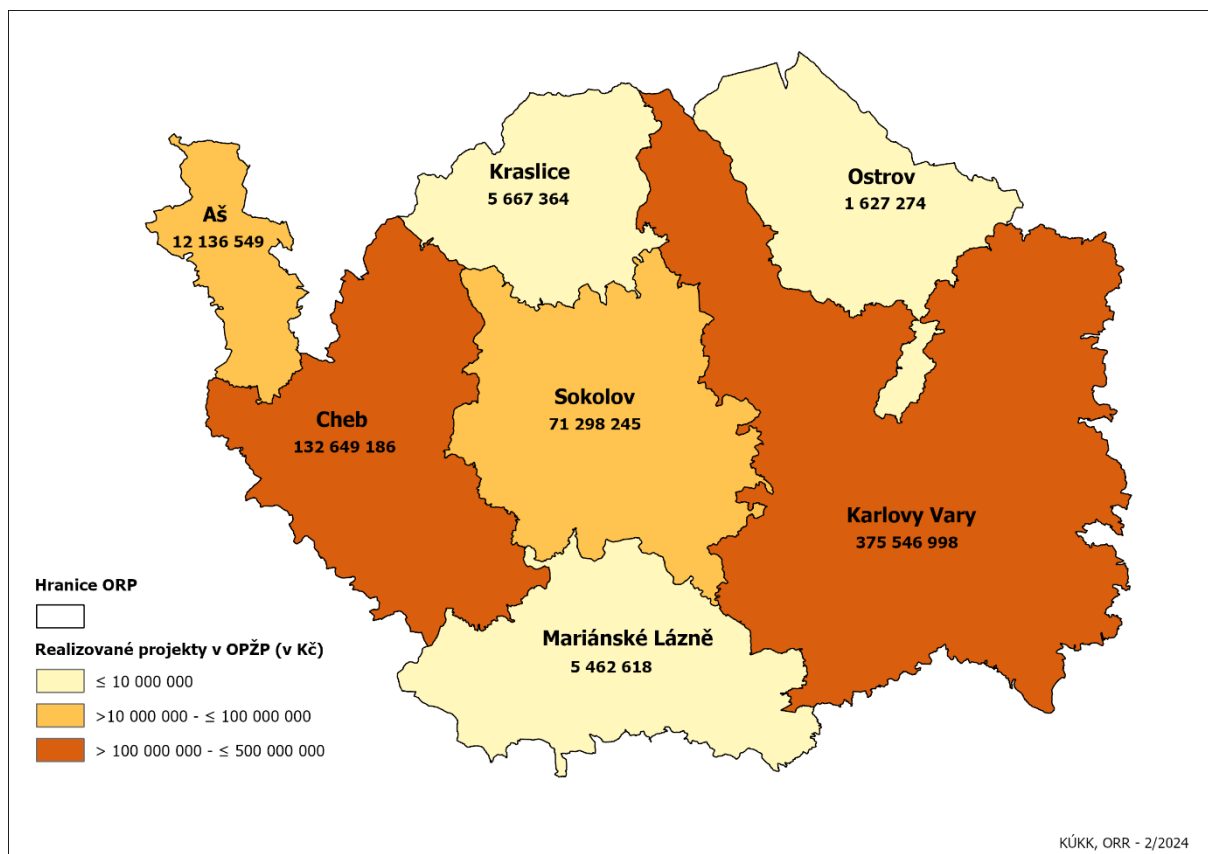 Kraslice
5 667 364
Ostrov
1 627 274
Aš
12 136 549
Sokolov
71 298 245
Cheb
132 649 186
Karlovy Vary
375 546 998
Mariánské Lázně
5 462 618
Hranice ORP
Realizované projekty v OPŽP (v Kč)
≤ 10 000 000
>10 000 000 - ≤ 100 000 000
> 100 000 000 - ≤ 500 000 000
KÚKK, ORR - 2/2024